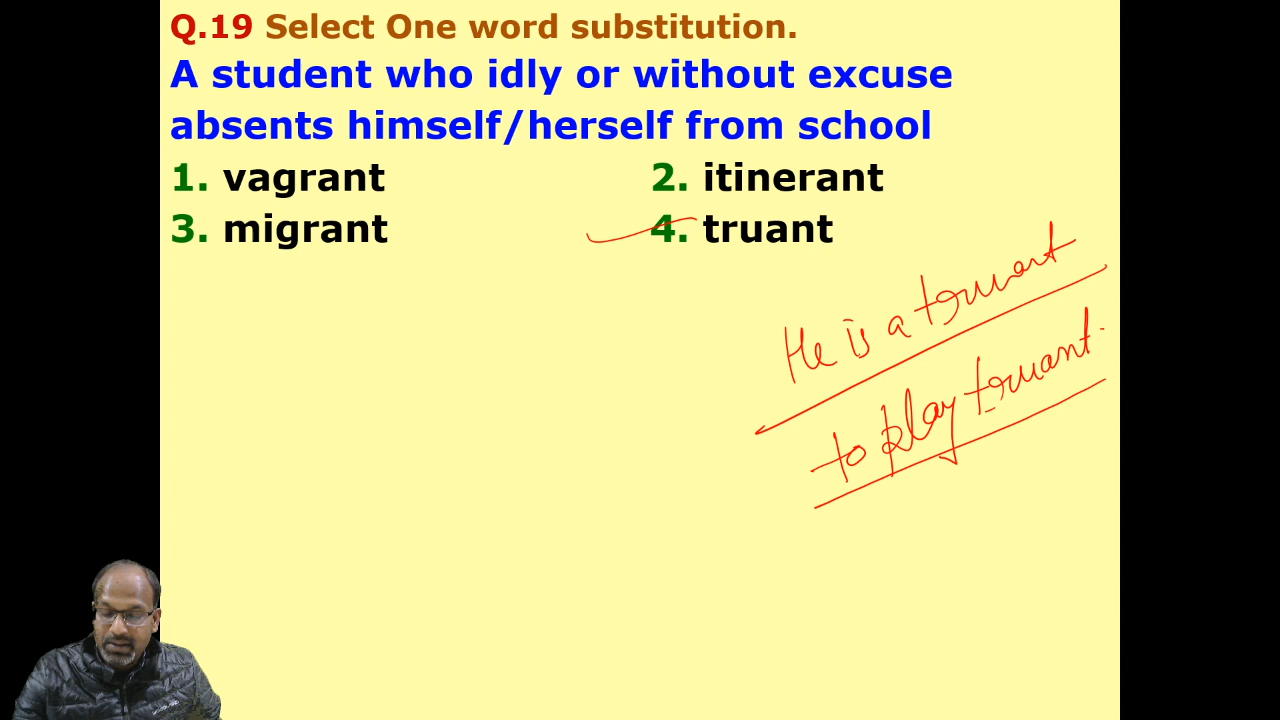 Q.19 Select One word substitution.
A student who idly or without excuse
absents himself/herself from school
1. vagrant 2. itinerant
3. migrant 4. truant
He is a truant
to play truant.